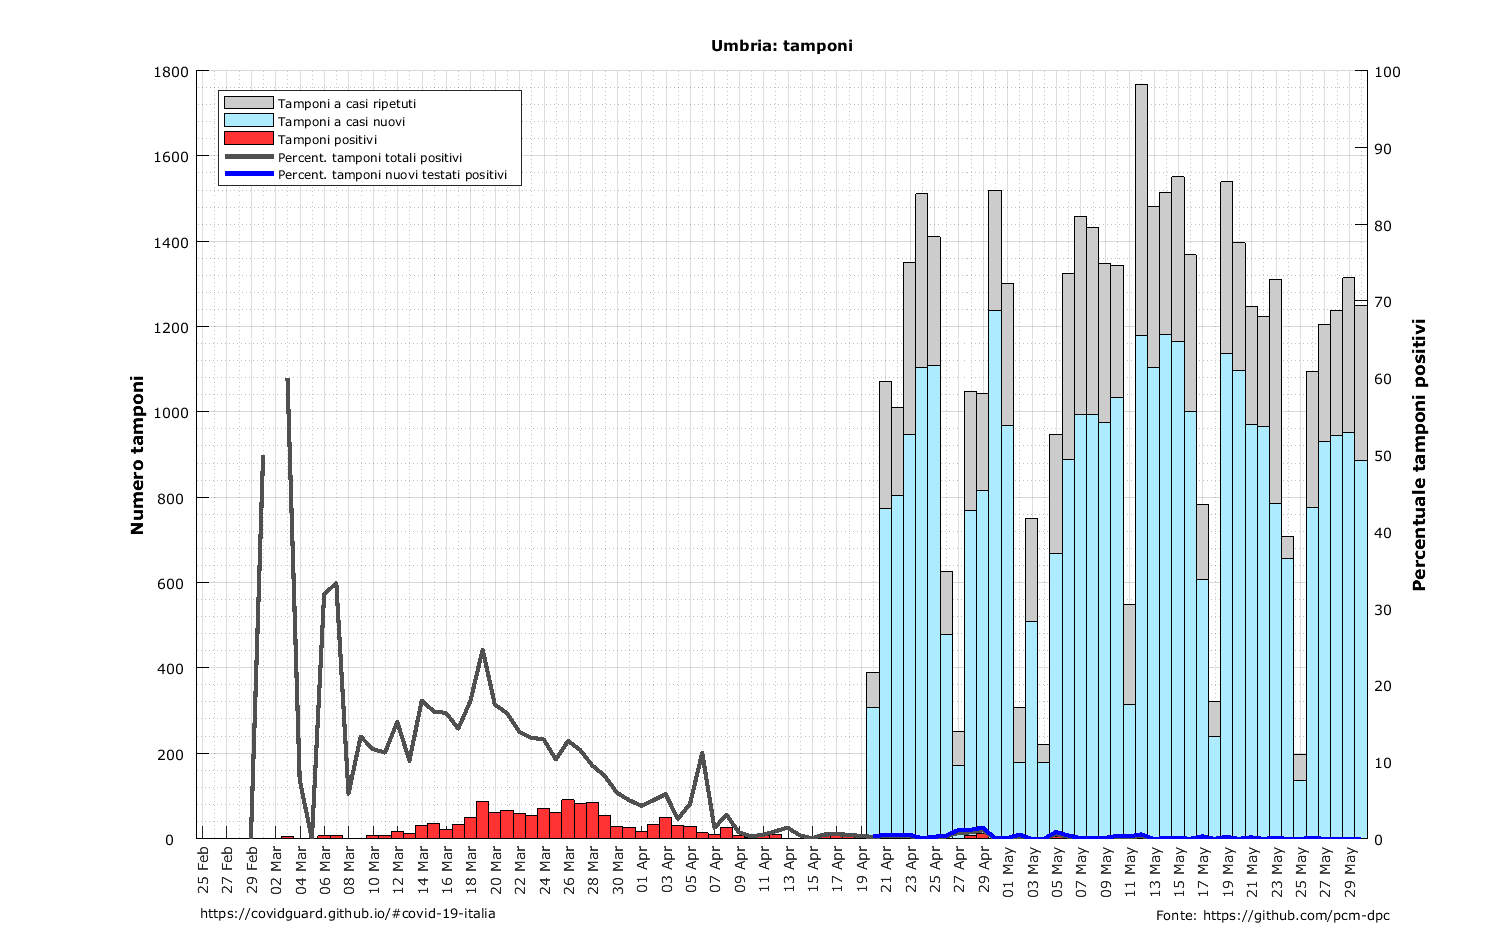 Umbria: tamponi
Tamponi a casi ripetuti
Tamponi a casi nuovi
Tamponi positivi
Percent. tamponi totali positivi
Percent. tamponi nuovi testati positivi
Numero tamponi
1800
1600
1400
1200
1000
800
600
400
200
0
100
90
80
70
60
50
40
30
20
10
0
Percentuale tamponi positivi
25 Feb
27 Feb
29 Feb
02 Mar
04 Mar
06 Mar
08 Mar
10 Mar
12 Mar
14 Mar
16 Mar
18 Mar
20 Mar
22 Mar
24 Mar
26 Mar
28 Mar
30 Mar
01 Apr
03 Apr
05 Apr
07 Apr
09 Apr
11 Apr
13 Apr
15 Apr
17 Apr
19 Apr
21 Apr
23 Apr
25 Apr
27 Apr
29 Apr
01 May
03 May
05 May
07 May
09 May
11 May
13 May
15 May
17 May
19 May
21 May
23 May
25 May
27 May
29 May
https://covidguard.github.io/#covid-19-italia
Fonte: https://github.com/pcm-dpc